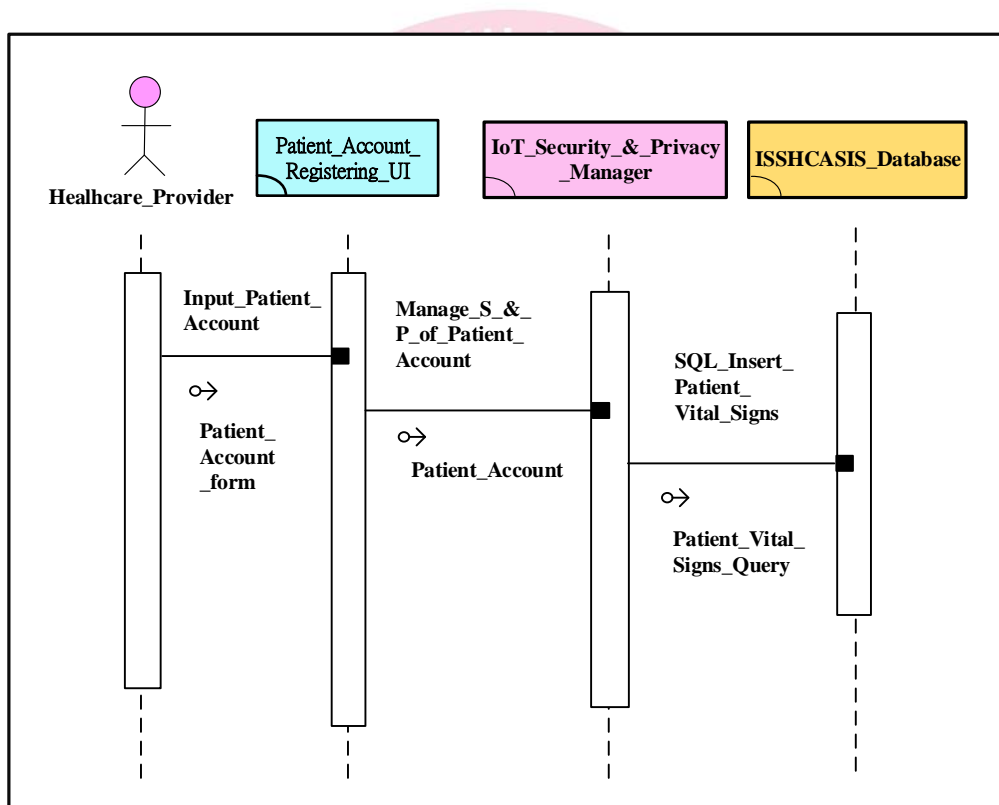 Patient_Account_
Registering_UI
IoT_Security_&_Privacy
_Manager
ISSHCASIS_Database
Healhcare_Provider
Input_Patient_
Account
Manage_S_&_
P_of_Patient_
Account
SQL_Insert_
Patient_
Vital_Signs
Patient_
Account
_form
Patient_Account
Patient_Vital_
Signs_Query